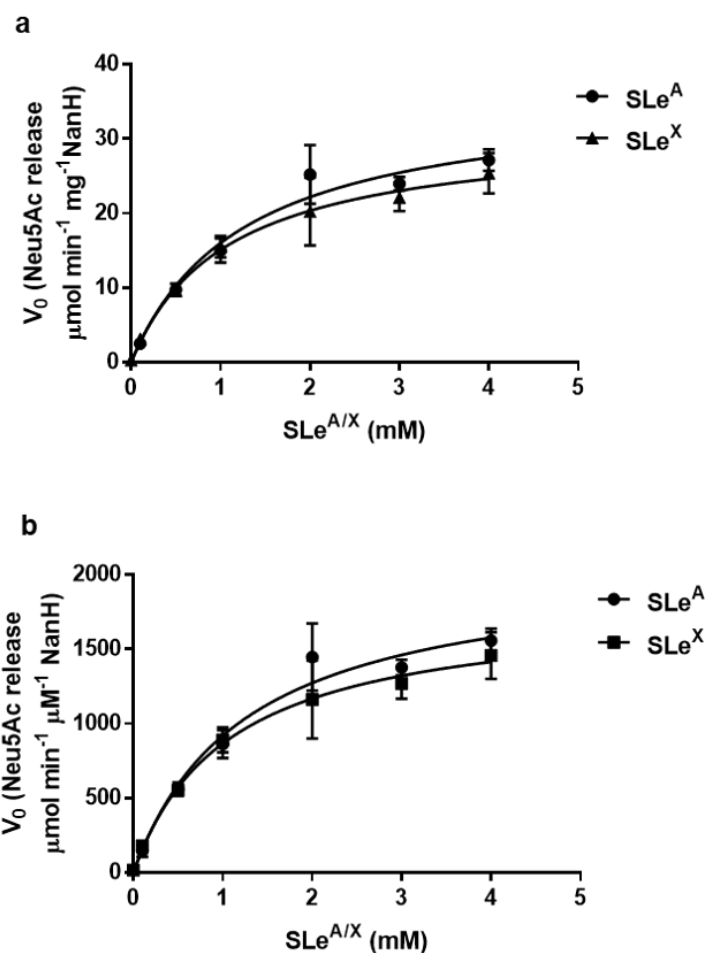 a
V₀ (Neu5Ac release
μmol min⁻¹ mg⁻¹NanH)
40
30
20
10
0
0 1 2 3 4 5
SLeᴬ/ˣ (mM)
SLeᴬ
SLeˣ
b
V₀ (Neu5Ac release
μmol min⁻¹ μM⁻¹ NanH)
2000
1500
1000
500
0
0 1 2 3 4 5
SLeᴬ/ˣ (mM)
SLeᴬ
SLeˣ